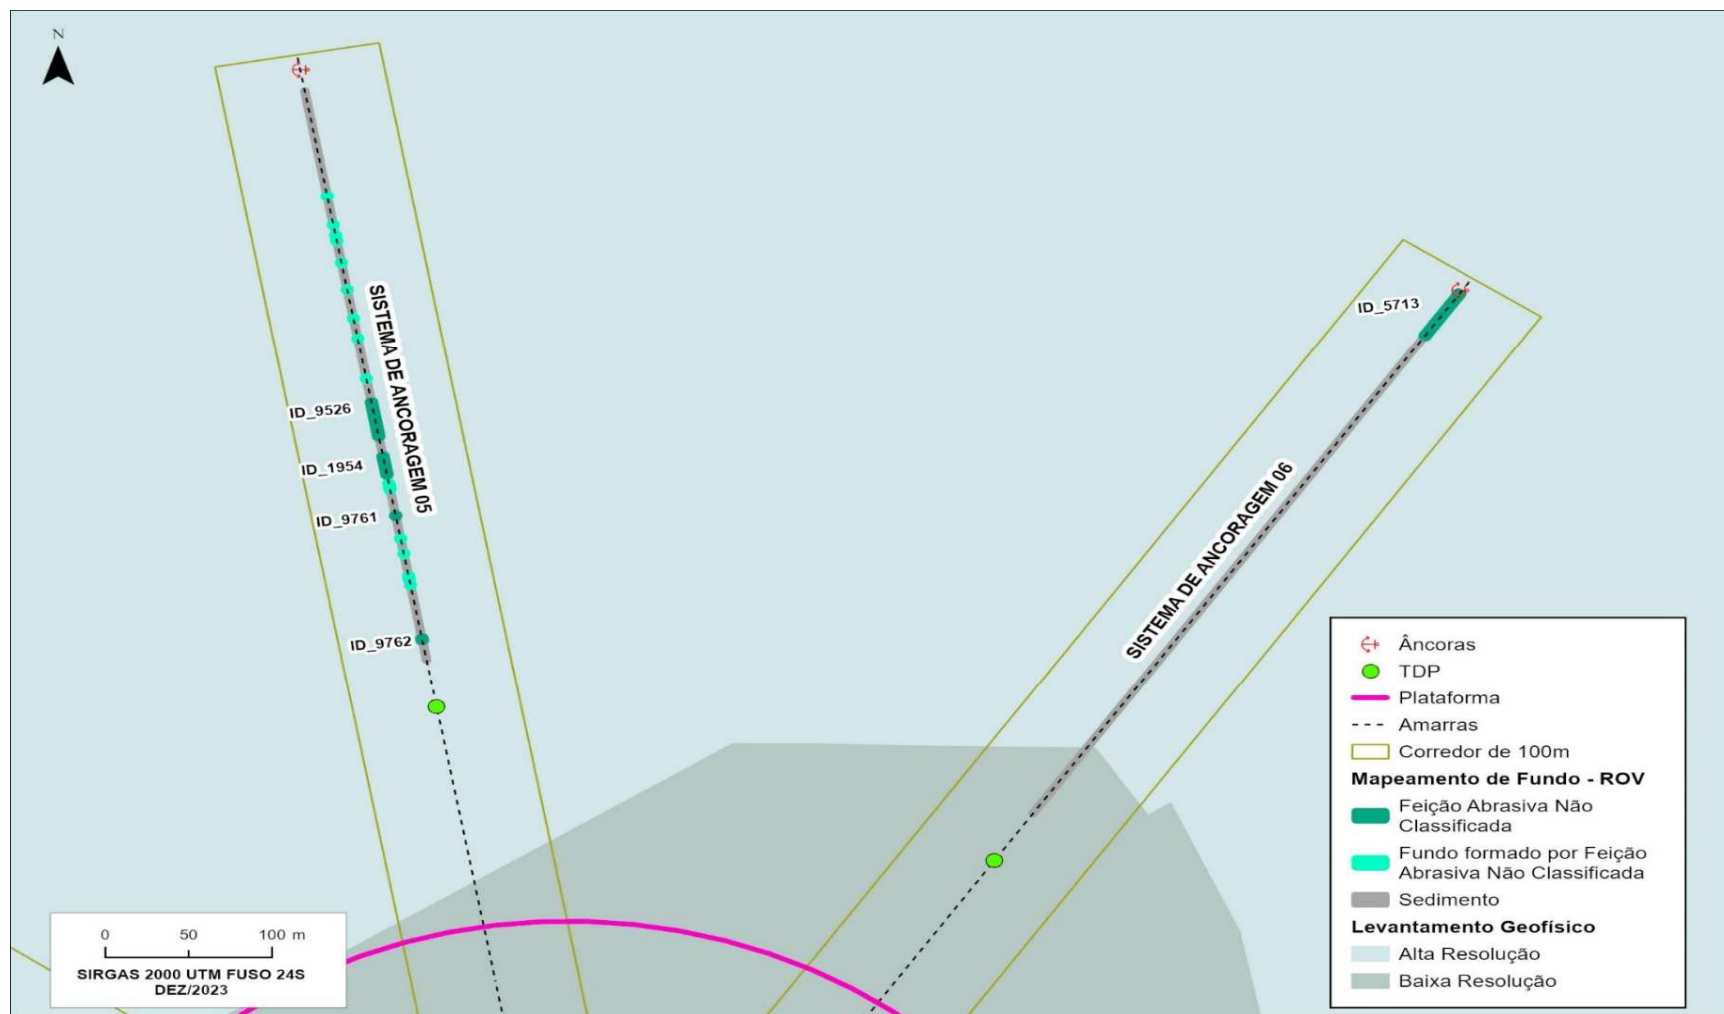 N
ID_5713
SISTEMA DE ANCORAGEM 05
ID_9526
ID_1954
ID_9761
SISTEMA DE ANCORAGEM 06
ID_9762
Âncoras
TDP
Plataforma
Amarras
Corredor de 100m
Mapeamento de Fundo - ROV
Feição Abrasiva Não
Classificada
Fundo formado por Feição
Abrasiva Não Classificada
Sedimento
Levantamento Geofísico
Alta Resolução
Baixa Resolução
0 50 100 m
SIRGAS 2000 UTM FUSO 24S
DEZ/2023